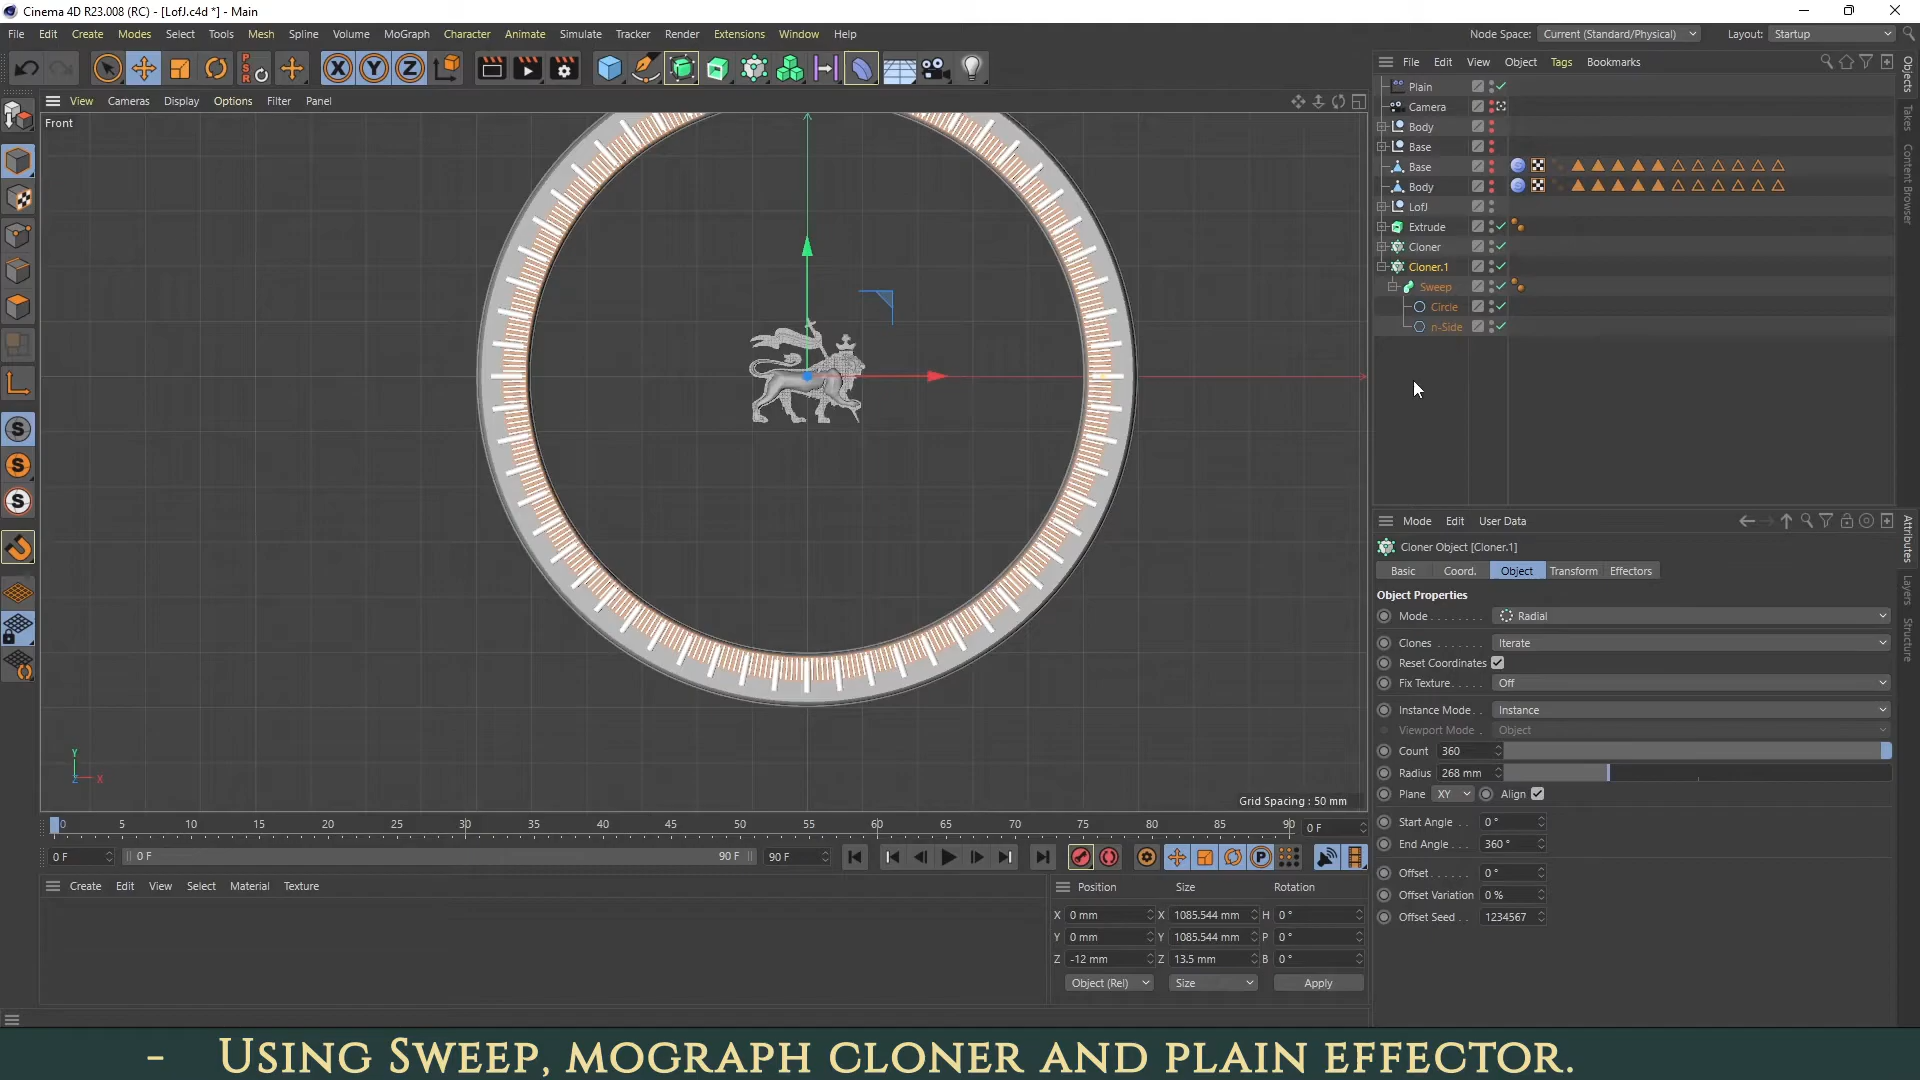 Cinema 4D R23.008 (RC) - [LofJ.c4d *] - Main
File Edit Create Modes Select Tools Mesh Spline Volume MoGraph Character Animate Simulate Tracker Render Extensions Window Help
Node Space: Current (Standard/Physical) Layout: Startup
View Cameras Display Options Filter Panel
Front
File Edit View Object Tags Bookmarks
Plain
Camera
Body
Base
Base
Body
LofJ
Extrude
Cloner
Cloner.1
Sweep
Circle
n-Side
Objects
Takes
Content Browser
Mode Edit User Data
Cloner Object [Cloner.1]
Basic Coord. Object Transform Effectors
Object Properties
Mode Radial
Clones Iterate
Reset Coordinates
Fix Texture Off
Instance Mode Instance
Viewport Mode Object
Count 360
Radius 268 mm
Plane XY Align
Start Angle 0 °
End Angle 360 °
Offset 0 °
Offset Variation 0 %
Offset Seed 1234567
Attributes
Layers
Structure
Y
Z X
Grid Spacing : 50 mm
0 5 10 15 20 25 30 35 40 45 50 55 60 65 70 75 80 85 90 0 F
0 F 0 F 90 F 90 F
Create Edit View Select Material Texture
Position Size Rotation
X 0 mm X 1085.544 mm H 0 °
Y 0 mm Y 1085.544 mm P 0 °
Z -12 mm Z 13.5 mm B 0 °
Object (Rel) Size Apply
- Using Sweep, mograph cloner and plain effector.